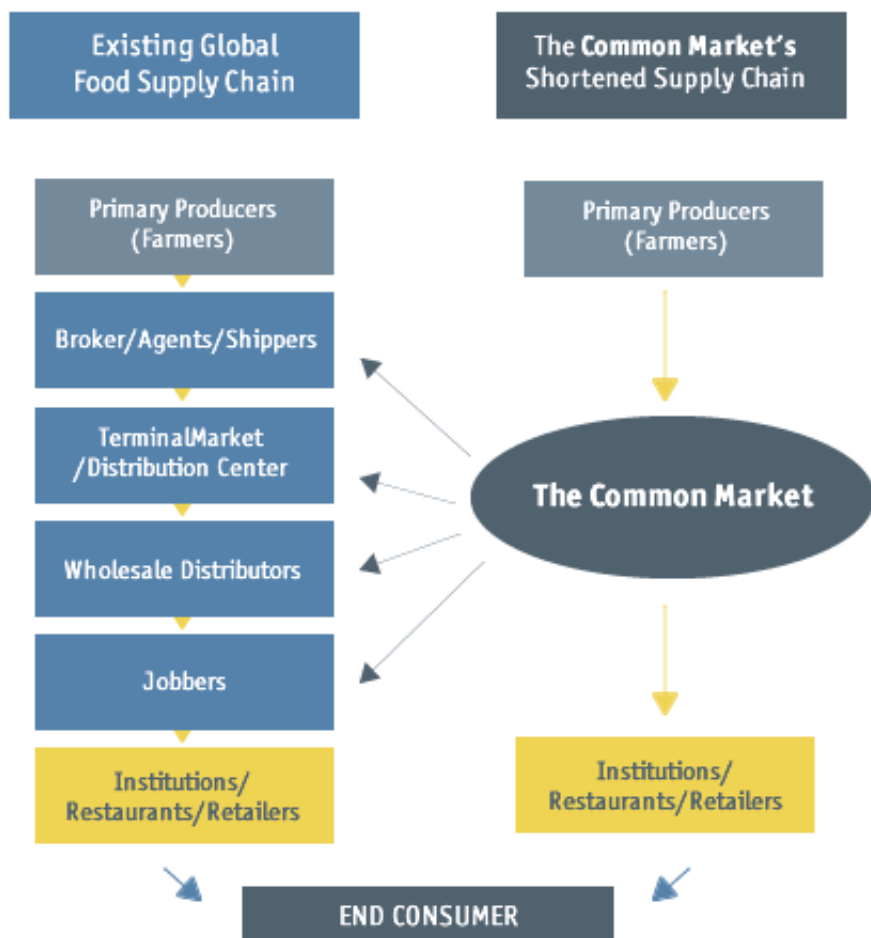 Existing Global
Food Supply Chain
The Common Market's
Shortened Supply Chain
Primary Producers
(Farmers)
Broker/Agents/Shippers
TerminalMarket
/Distribution Center
Wholesale Distributors
Jobbers
Institutions/
Restaurants/Retailers
Primary Producers
(Farmers)
The Common Market
Institutions/
Restaurants/Retailers
END CONSUMER